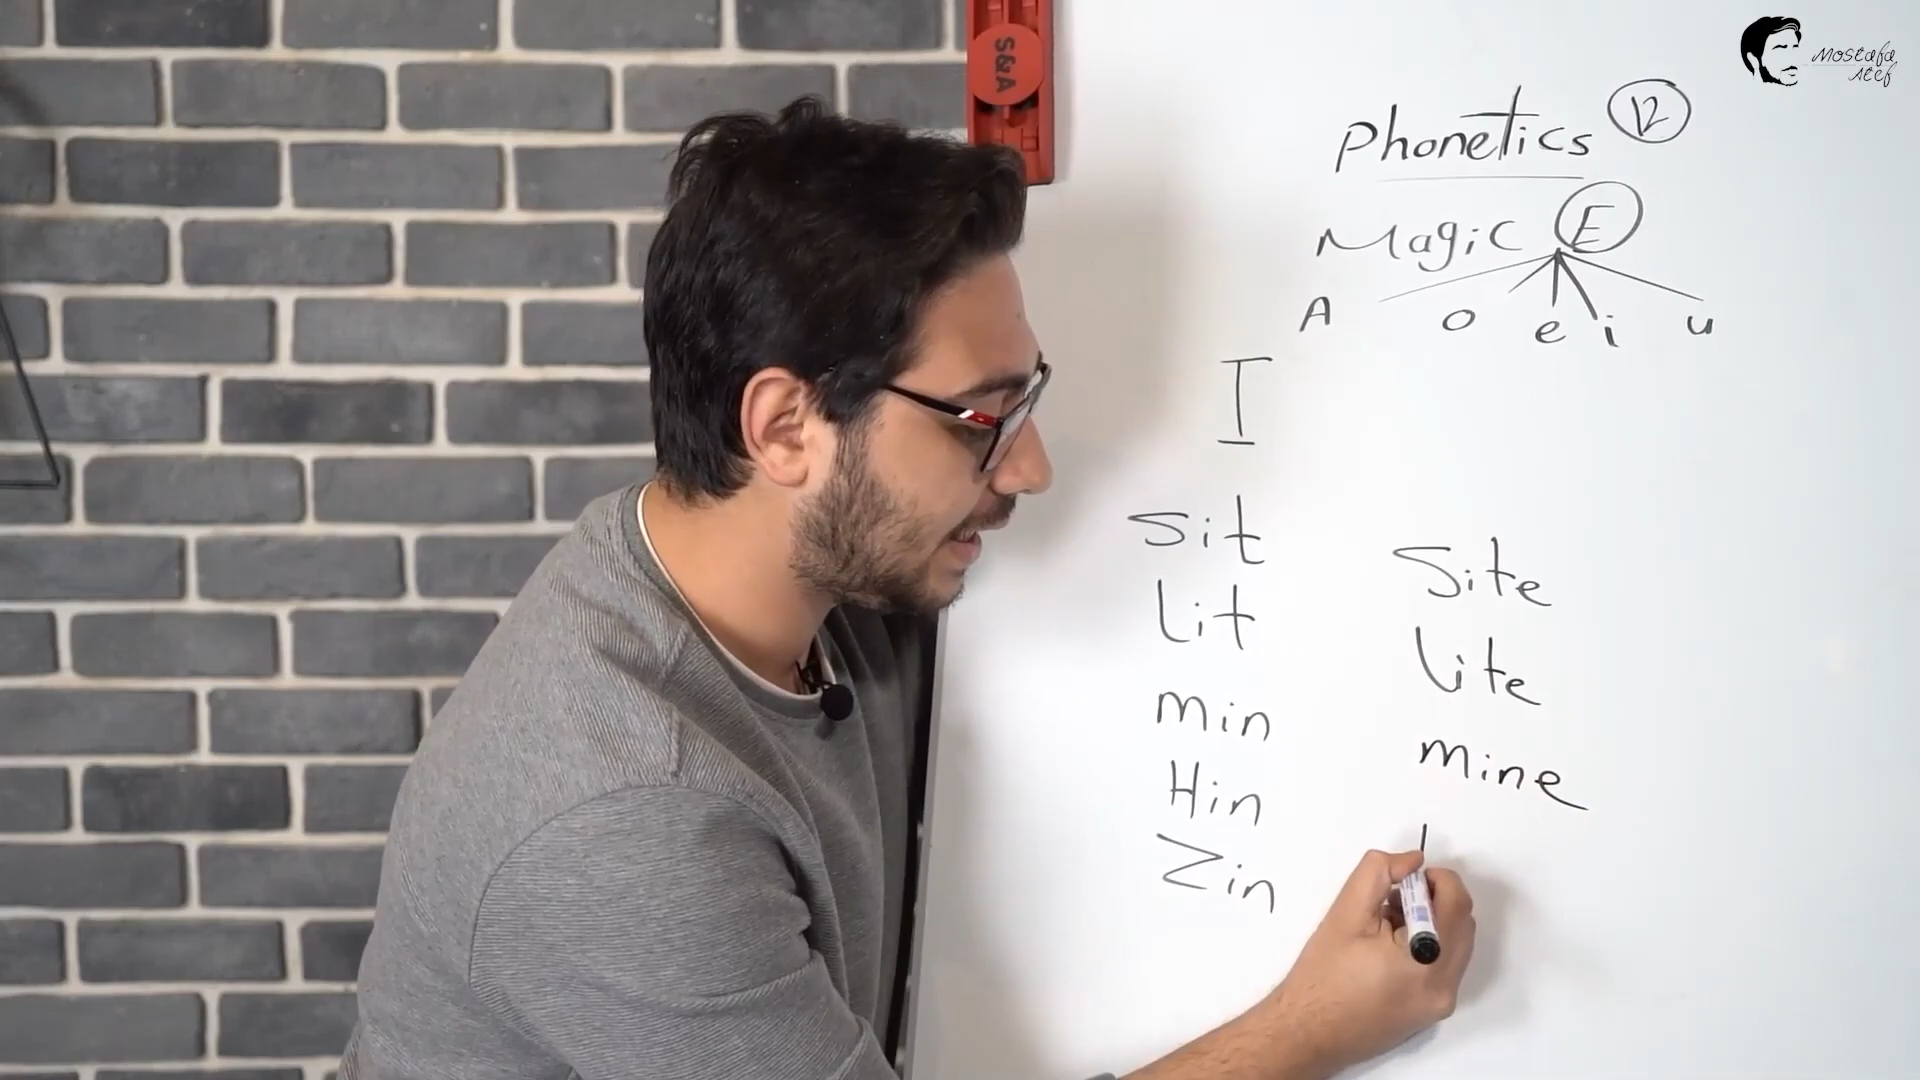 S&A
Mostafa
Atef
Phonetics 12
Magic E
A o e i u
I
Sit
Site
Lit
Lite
Min
Mine
Hin
Zin